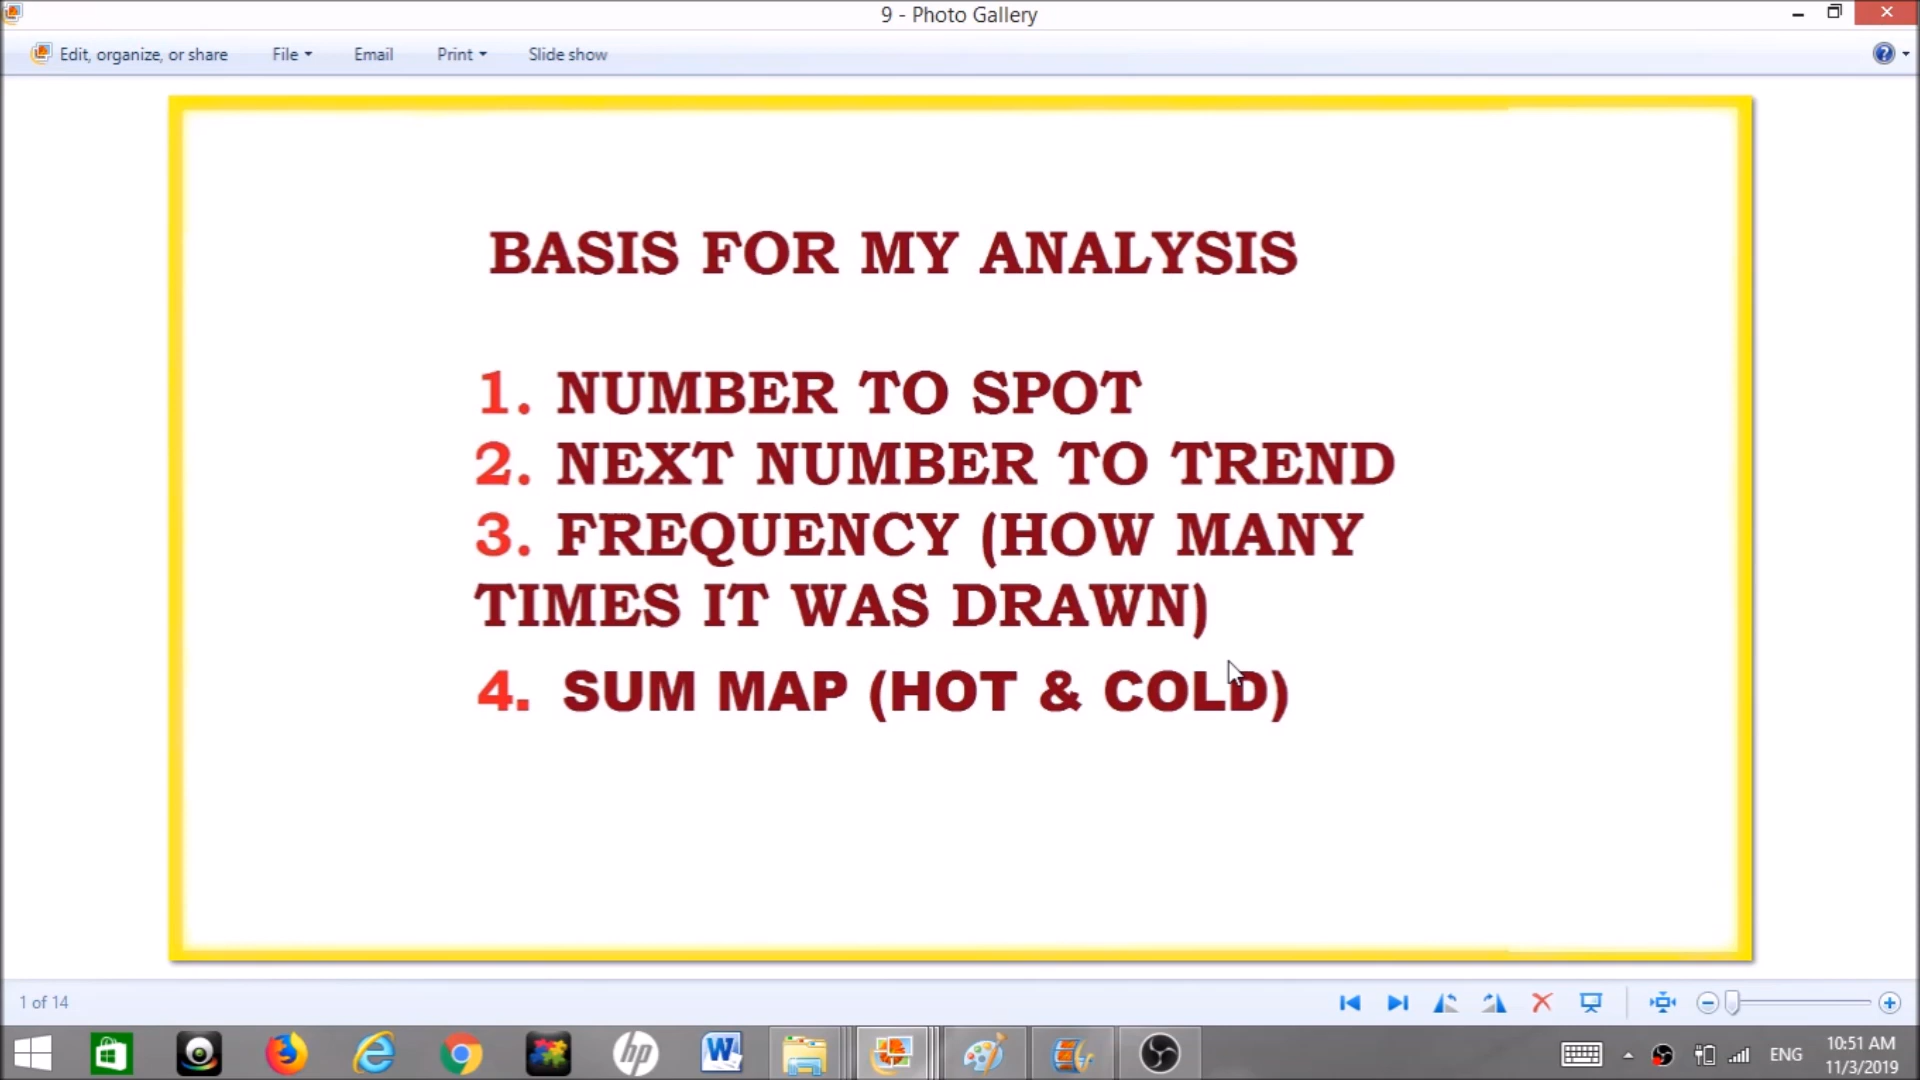 9 - Photo Gallery
Edit, organize, or share File Email Print Slide show
BASIS FOR MY ANALYSIS
1. NUMBER TO SPOT
2. NEXT NUMBER TO TREND
3. FREQUENCY (HOW MANY
TIMES IT WAS DRAWN)
4. SUM MAP (HOT & COLD)
1 of 14
hp
W
ENG
10:51 AM
11/3/2019